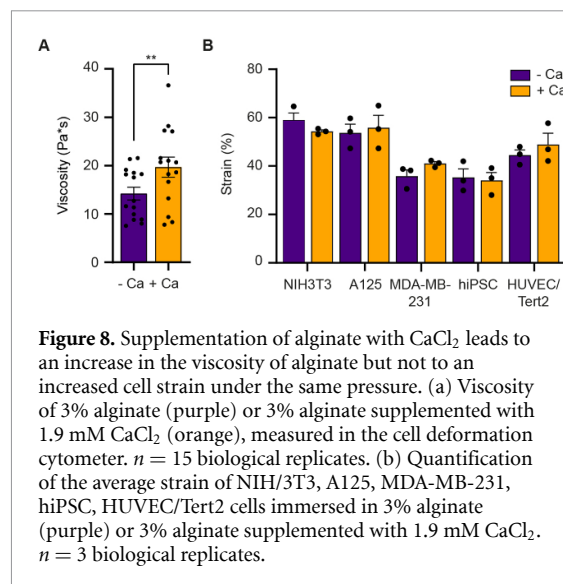 A
B
**
40
30
20
10
0
Viscosity (Pa*s)
- Ca + Ca
80
60
40
20
0
Strain (%)
- Ca
+ Ca
NIH3T3 A125 MDA-MB- hiPSC HUVEC/
231 Tert2
Figure 8. Supplementation of alginate with CaCl₂ leads to
an increase in the viscosity of alginate but not to an
increased cell strain under the same pressure. (a) Viscosity
of 3% alginate (purple) or 3% alginate supplemented with
1.9 mM CaCl₂ (orange), measured in the cell deformation
cytometer. n = 15 biological replicates. (b) Quantification
of the average strain of NIH/3T3, A125, MDA-MB-231,
hiPSC, HUVEC/Tert2 cells immersed in 3% alginate
(purple) or 3% alginate supplemented with 1.9 mM CaCl₂.
n = 3 biological replicates.